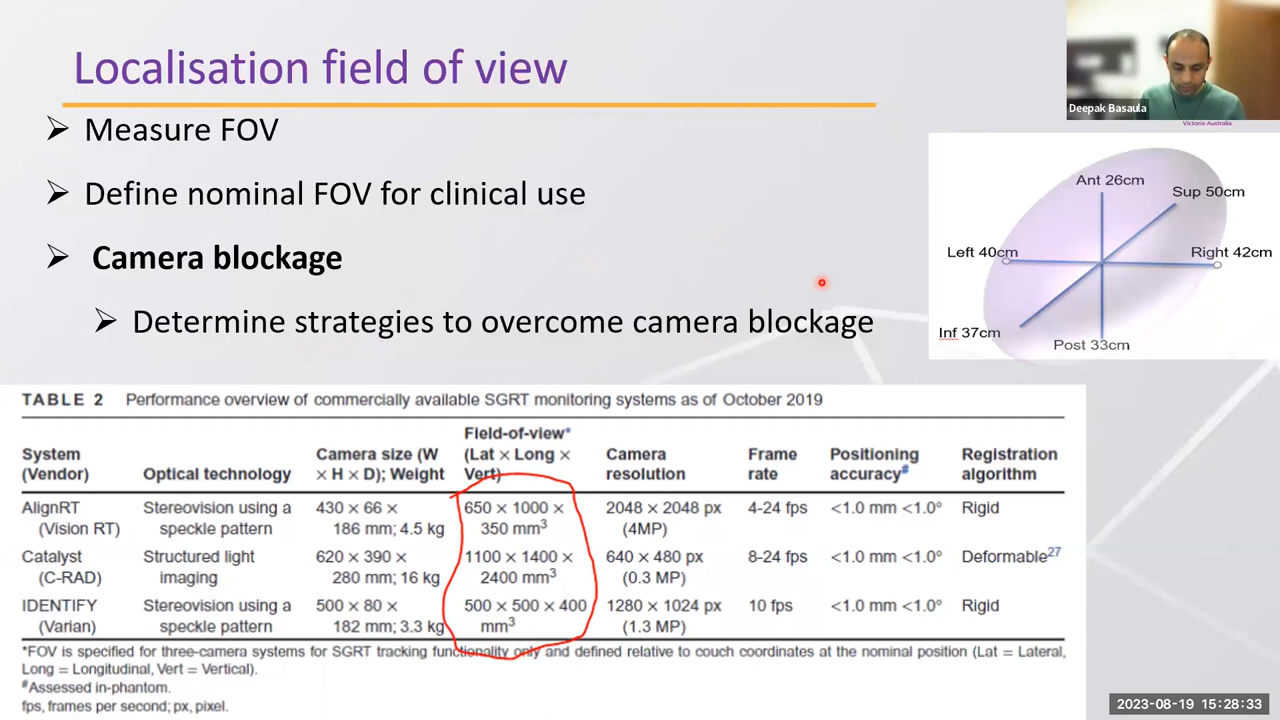 Localisation field of view
Measure FOV
Define nominal FOV for clinical use
Camera blockage
Determine strategies to overcome camera blockage
Deepak Basaula
Victoria Australia
Ant 26cm
Sup 50cm
Left 40cm
Right 42cm
Inf 37cm
Post 33cm
TABLE 2 Performance overview of commercially available SGRT monitoring systems as of October 2019
System (Vendor) Optical technology Camera size (W × H × D); Weight Field-of-view* (Lat × Long × Vert) Camera resolution Frame rate Positioning accuracy# Registration algorithm
AlignRT (Vision RT) Stereovision using a speckle pattern 430 × 66 × 186 mm; 4.5 kg 650 × 1000 × 350 mm³ 2048 × 2048 px (4MP) 4-24 fps <1.0 mm <1.0° Rigid
Catalyst (C-RAD) Structured light imaging 620 × 390 × 280 mm; 16 kg 1100 × 1400 × 2400 mm³ 640 × 480 px (0.3 MP) 8-24 fps <1.0 mm <1.0° Deformable²⁷
IDENTIFY (Varian) Stereovision using a speckle pattern 500 × 80 × 182 mm; 3.3 kg 500 × 500 × 400 mm³ 1280 × 1024 px (1.3 MP) 10 fps <1.0 mm <1.0° Rigid
*FOV is specified for three-camera systems for SGRT tracking functionality only and defined relative to couch coordinates at the nominal position (Lat = Lateral,
Long = Longitudinal, Vert = Vertical).
#Assessed in-phantom.
fps, frames per second; px, pixel.
2023-08-19 15:28:33